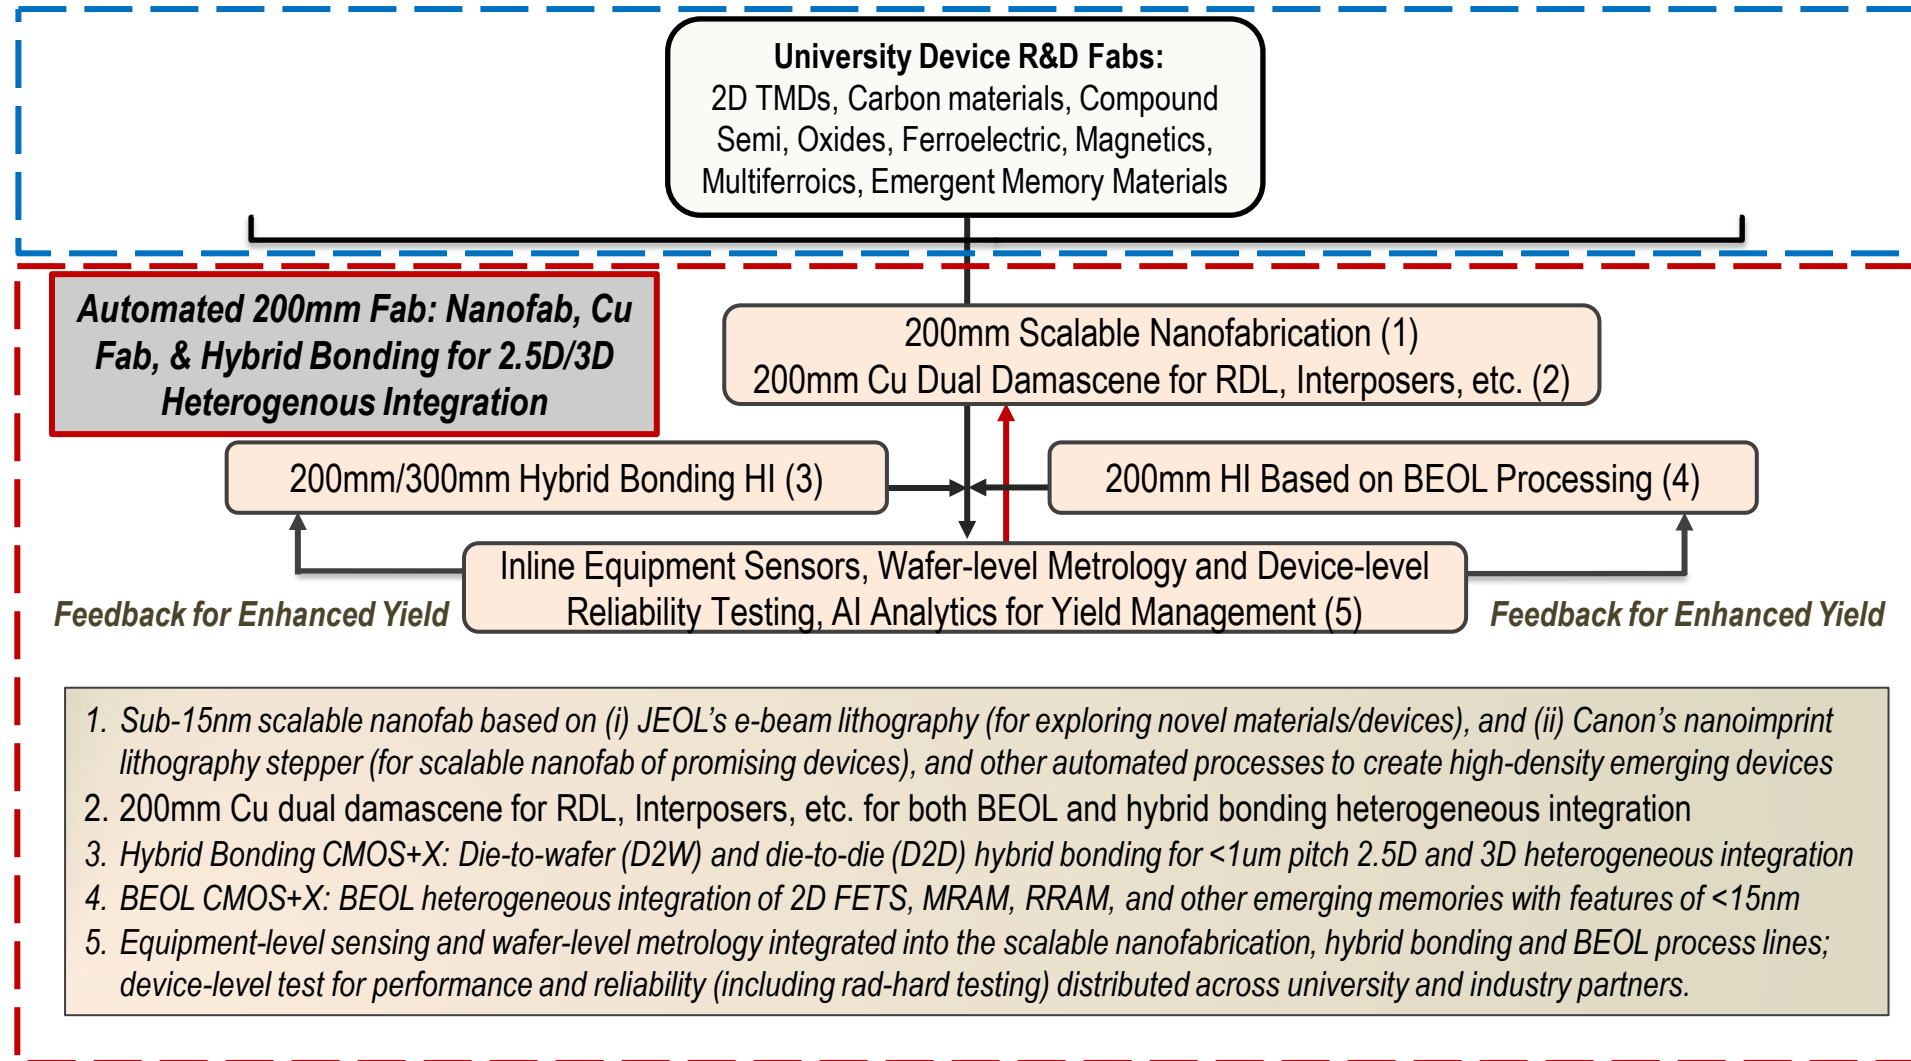 University Device R&D Fabs:
2D TMDs, Carbon materials, Compound
Semi, Oxides, Ferroelectric, Magnetics,
Multiferroics, Emergent Memory Materials
Automated 200mm Fab: Nanofab, Cu
Fab, & Hybrid Bonding for 2.5D/3D
Heterogenous Integration
200mm Scalable Nanofabrication (1)
200mm Cu Dual Damascene for RDL, Interposers, etc. (2)
200mm/300mm Hybrid Bonding HI (3)
200mm HI Based on BEOL Processing (4)
Inline Equipment Sensors, Wafer-level Metrology and Device-level
Reliability Testing, AI Analytics for Yield Management (5)
Feedback for Enhanced Yield
Feedback for Enhanced Yield
1. Sub-15nm scalable nanofab based on (i) JEOL's e-beam lithography (for exploring novel materials/devices), and (ii) Canon's nanoimprint
lithography stepper (for scalable nanofab of promising devices), and other automated processes to create high-density emerging devices
2. 200mm Cu dual damascene for RDL, Interposers, etc. for both BEOL and hybrid bonding heterogeneous integration
3. Hybrid Bonding CMOS+X: Die-to-wafer (D2W) and die-to-die (D2D) hybrid bonding for <1um pitch 2.5D and 3D heterogeneous integration
4. BEOL CMOS+X: BEOL heterogeneous integration of 2D FETS, MRAM, RRAM, and other emerging memories with features of <15nm
5. Equipment-level sensing and wafer-level metrology integrated into the scalable nanofabrication, hybrid bonding and BEOL process lines;
device-level test for performance and reliability (including rad-hard testing) distributed across university and industry partners.